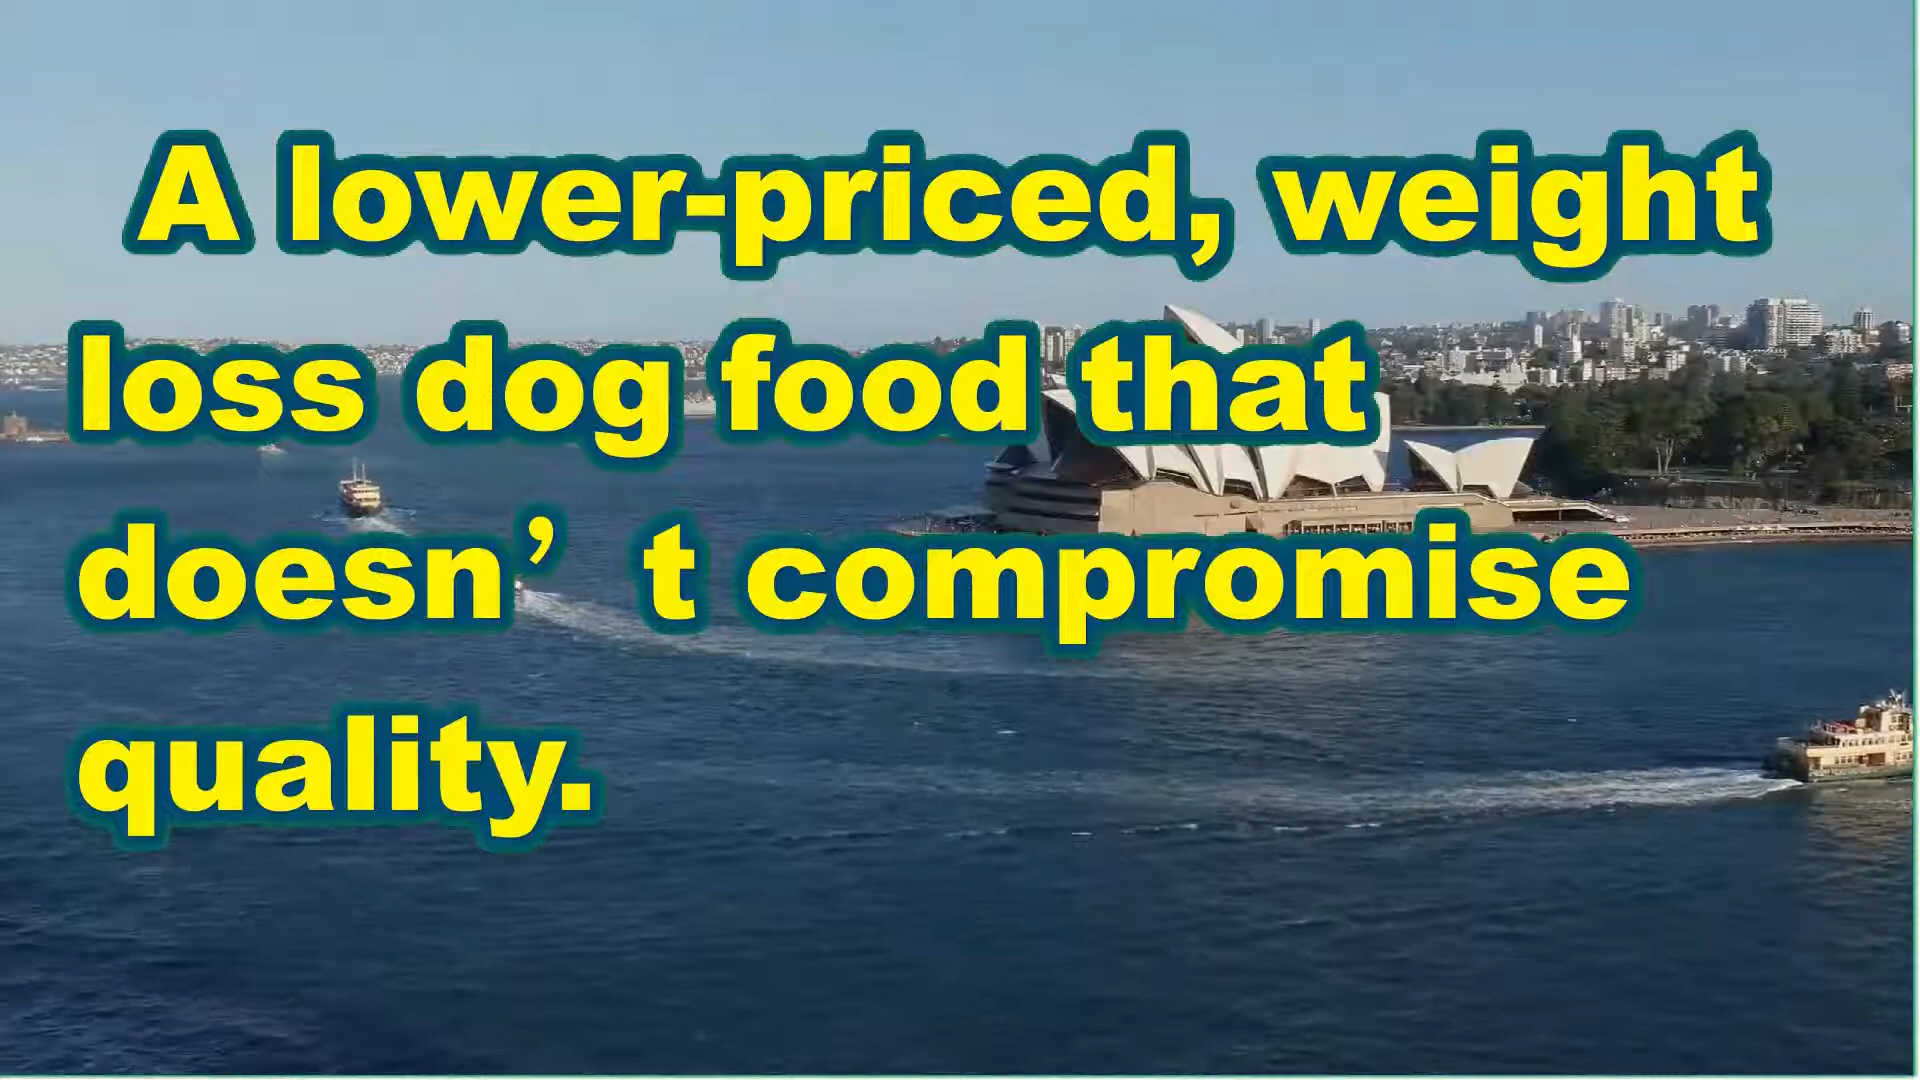 A lower-priced, weight
loss dog food that
doesn’ t compromise
quality.